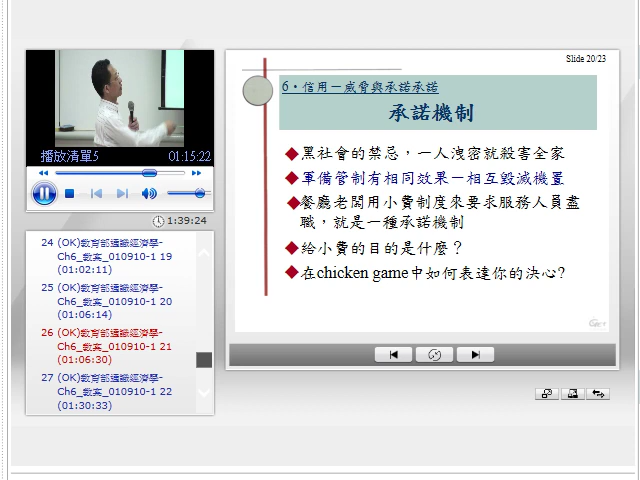 播放清單5
01:15:22
1:39:24
24 (OK)教育部通識經濟學-
Ch6_教案_010910-1 19
(01:02:11)
25 (OK)教育部通識經濟學-
Ch6_教案_010910-1 20
(01:06:14)
26 (OK)教育部通識經濟學-
Ch6_教案_010910-1 21
(01:06:30)
27 (OK)教育部通識經濟學-
Ch6_教案_010910-1 22
(01:30:33)
Slide 20/23
6‧信用－威脅與承諾承諾
承諾機制
黑社會的禁忌，一人洩密就殺害全家
軍備管制有相同效果－相互毀滅機置
餐廳老闆用小費制度來要求服務人員盡
職，就是一種承諾機制
給小費的目的是什麼？
在chicken game中如何表達你的決心?